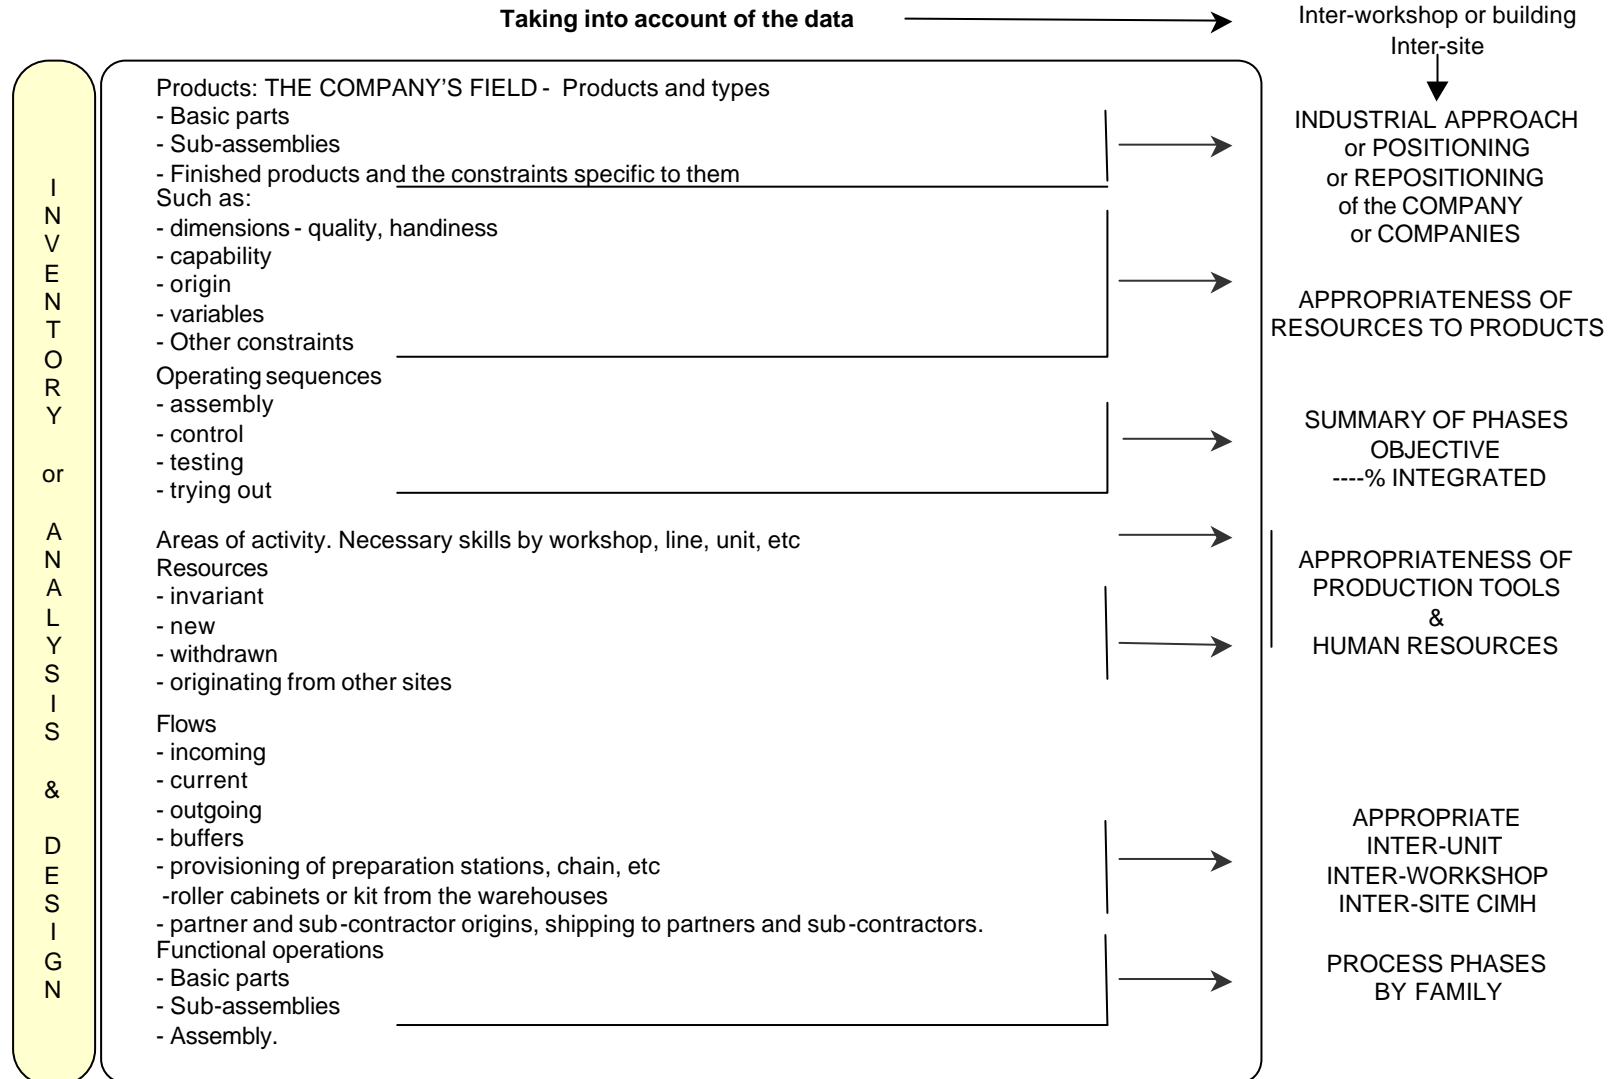 Taking into account of the data
Inter-workshop or building
Inter-site
INVENTORY or ANALYSIS & DESIGN
Products: THE COMPANY’S FIELD - Products and types
- Basic parts
- Sub-assemblies
- Finished products and the constraints specific to them
Such as:
- dimensions - quality, handiness
- capability
- origin
- variables
- Other constraints
Operating sequences
- assembly
- control
- testing
- trying out
Areas of activity. Necessary skills by workshop, line, unit, etc
Resources
- invariant
- new
- withdrawn
- originating from other sites
Flows
- incoming
- current
- outgoing
- buffers
- provisioning of preparation stations, chain, etc
-roller cabinets or kit from the warehouses
- partner and sub-contractor origins, shipping to partners and sub-contractors.
Functional operations
- Basic parts
- Sub-assemblies
- Assembly.
INDUSTRIAL APPROACH
or POSITIONING
or REPOSITIONING
of the COMPANY
or COMPANIES
APPROPRIATENESS OF
RESOURCES TO PRODUCTS
SUMMARY OF PHASES
OBJECTIVE
----% INTEGRATED
APPROPRIATENESS OF
PRODUCTION TOOLS
&
HUMAN RESOURCES
APPROPRIATE
INTER-UNIT
INTER-WORKSHOP
INTER-SITE CIMH
PROCESS PHASES
BY FAMILY